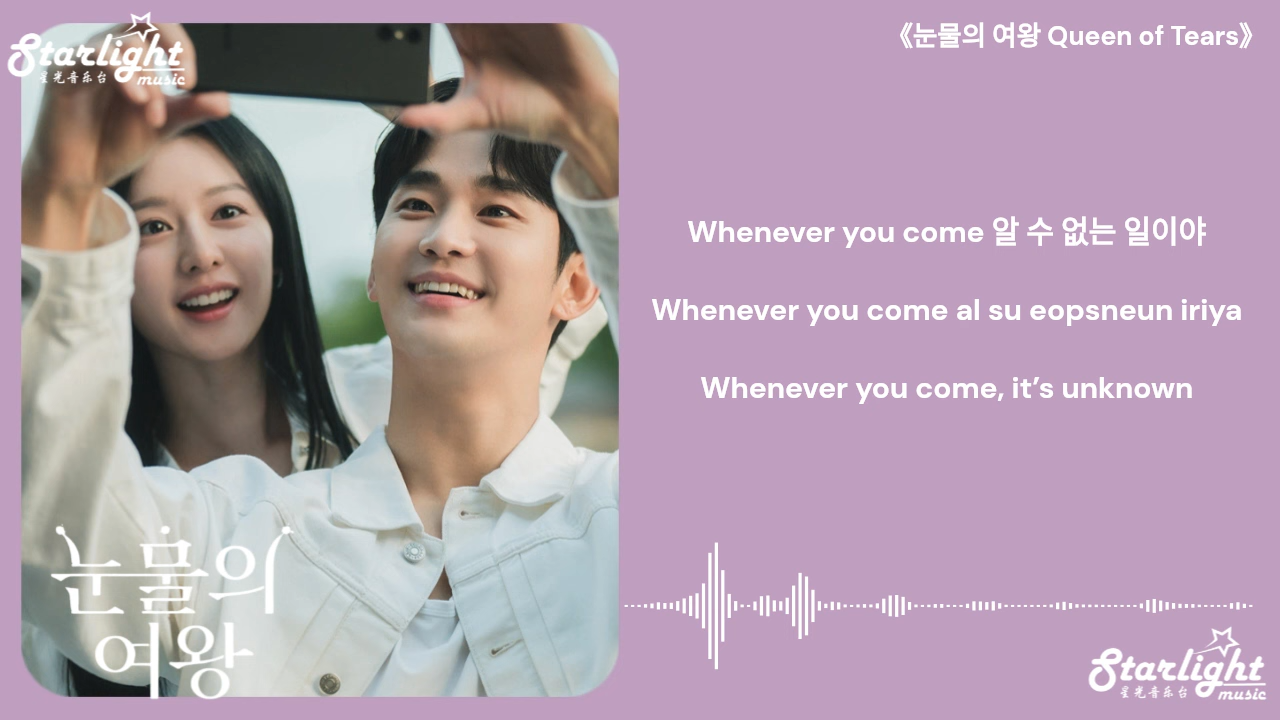 Starlight
星光音乐台 music
《눈물의 여왕 Queen of Tears》
Whenever you come 알 수 없는 일이야
Whenever you come al su eopsneun iriya
Whenever you come, it’s unknown
눈물의
여왕
Starlight
星光音乐台 music